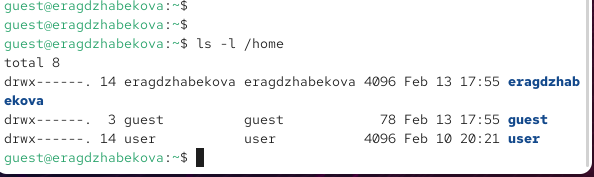 guest@eragdzhabekova:~$
guest@eragdzhabekova:~$
guest@eragdzhabekova:~$ ls -l /home
total 8
drwx------. 14 eragdzhabekova eragdzhabekova 4096 Feb 13 17:55 eragdzhab
ekova
drwx------.  3 guest          guest            78 Feb 13 17:55 guest
drwx------. 14 user           user           4096 Feb 10 20:21 user
guest@eragdzhabekova:~$